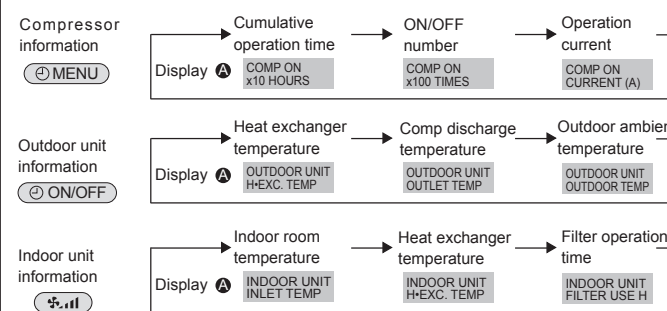 Compressor
information
MENU
Cumulative
operation time
ON/OFF
number
Operation
current
Display A
COMP ON
x10 HOURS
COMP ON
x100 TIMES
COMP ON
CURRENT (A)
Outdoor unit
information
ON/OFF
Heat exchanger
temperature
Comp discharge
temperature
Outdoor ambien
temperature
Display A
OUTDOOR UNIT
H•EXC. TEMP
OUTDOOR UNIT
OUTLET TEMP
OUTDOOR UNIT
OUTDOOR TEMP
Indoor unit
information
Indoor room
temperature
Heat exchanger
temperature
Filter operation
time
Display A
INDOOR UNIT
INLET TEMP
INDOOR UNIT
H•EXC. TEMP
INDOOR UNIT
FILTER USE H